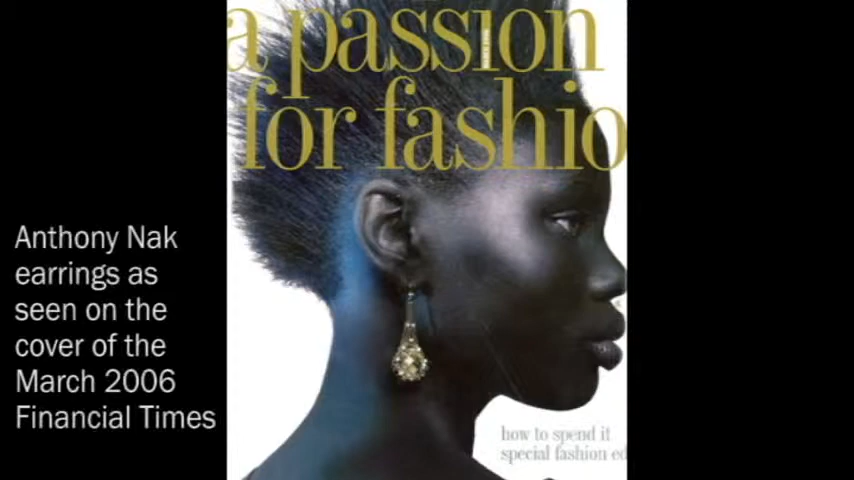 a passion
for fashio
Anthony Nak
earrings as
seen on the
cover of the
March 2006
Financial Times
how to spend it
special fashion ed